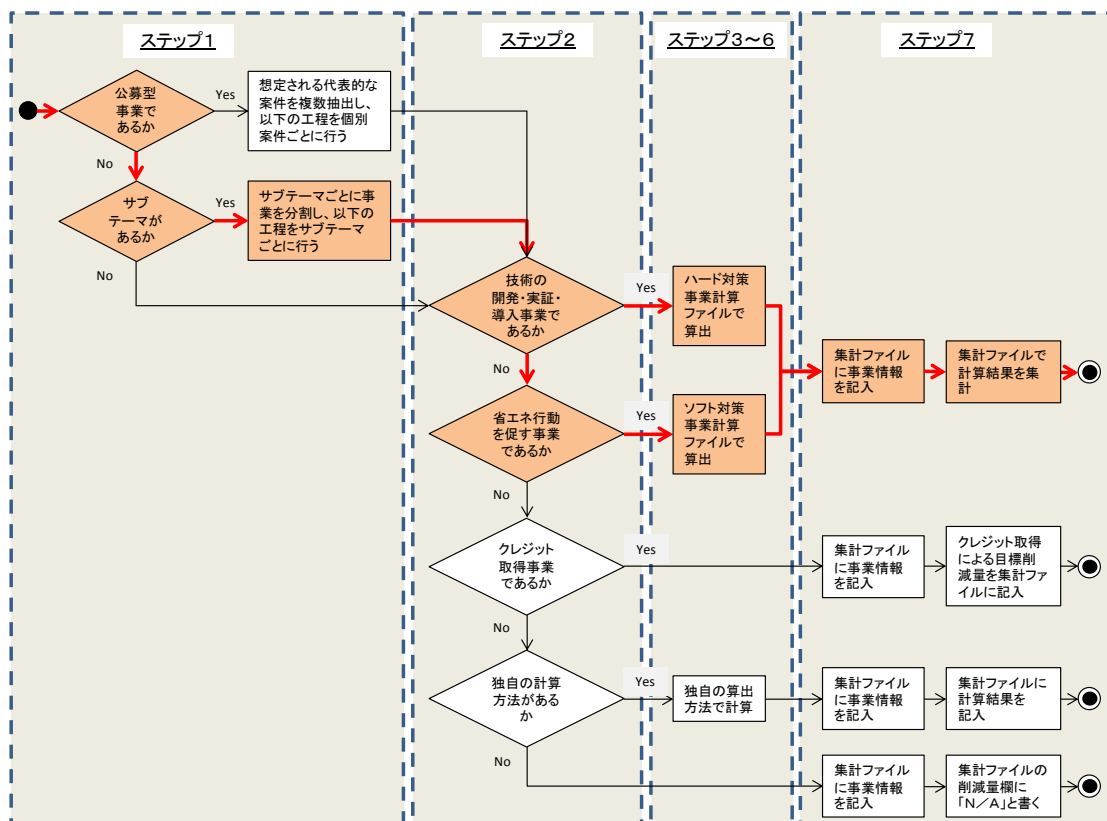 ステップ1
ステップ2
ステップ3～6
ステップ7
公募型
事業で
あるか
Yes
想定される代表的な
案件を複数抽出し、
以下の工程を個別
案件ごとに行う
No
サブ
テーマが
あるか
Yes
サブテーマごとに事
業を分割し、以下の
工程をサブテーマ
ごとに行う
No
技術の
開発・実証・
導入事業で
あるか
Yes
ハード対策
事業計算
ファイルで
算出
No
集計ファイル
に事業情報
を記入
集計ファイルで
計算結果を集
計
省エネ行動
を促す事業
であるか
Yes
ソフト対策
事業計算
ファイルで
算出
No
クレジット
取得事業
であるか
Yes
集計ファイル
に事業情報
を記入
クレジット取得
による目標削
減量を集計ファ
イルに記入
No
独自の計算
方法がある
か
Yes
独自の算出
方法で計算
集計ファイル
に事業情報
を記入
集計ファイルに
計算結果を
記入
No
集計ファイル
に事業情報
を記入
集計ファイルの
削減量欄に
「N／A」と書く